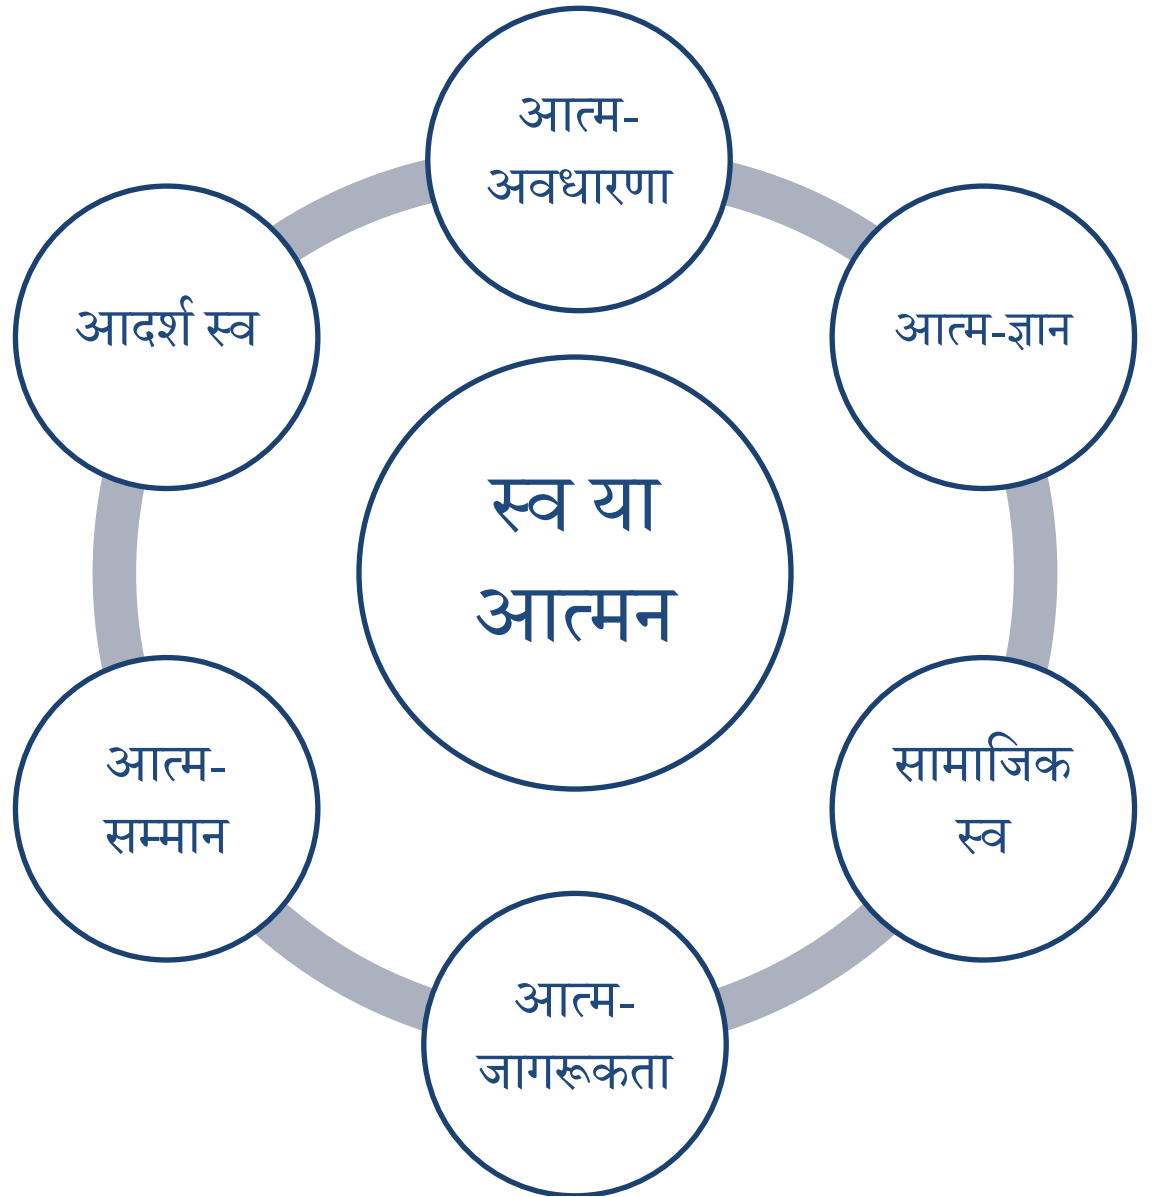 आत्म-
अवधारणा
आत्म-ज्ञान
सामाजिक
स्व
आत्म-
जागरूकता
आत्म-
सम्मान
आदर्श स्व
स्व या
आत्मन